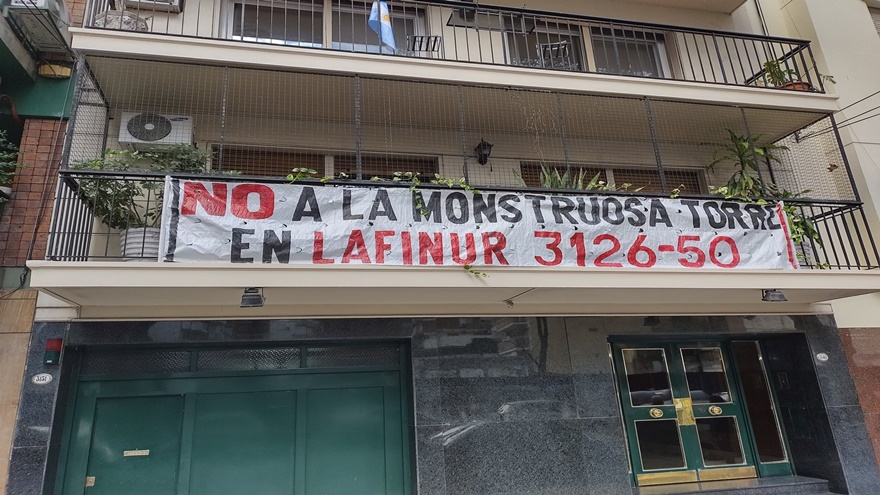 NO A LA MONSTRUOSA TORRE
EN LAFINUR 3126-50